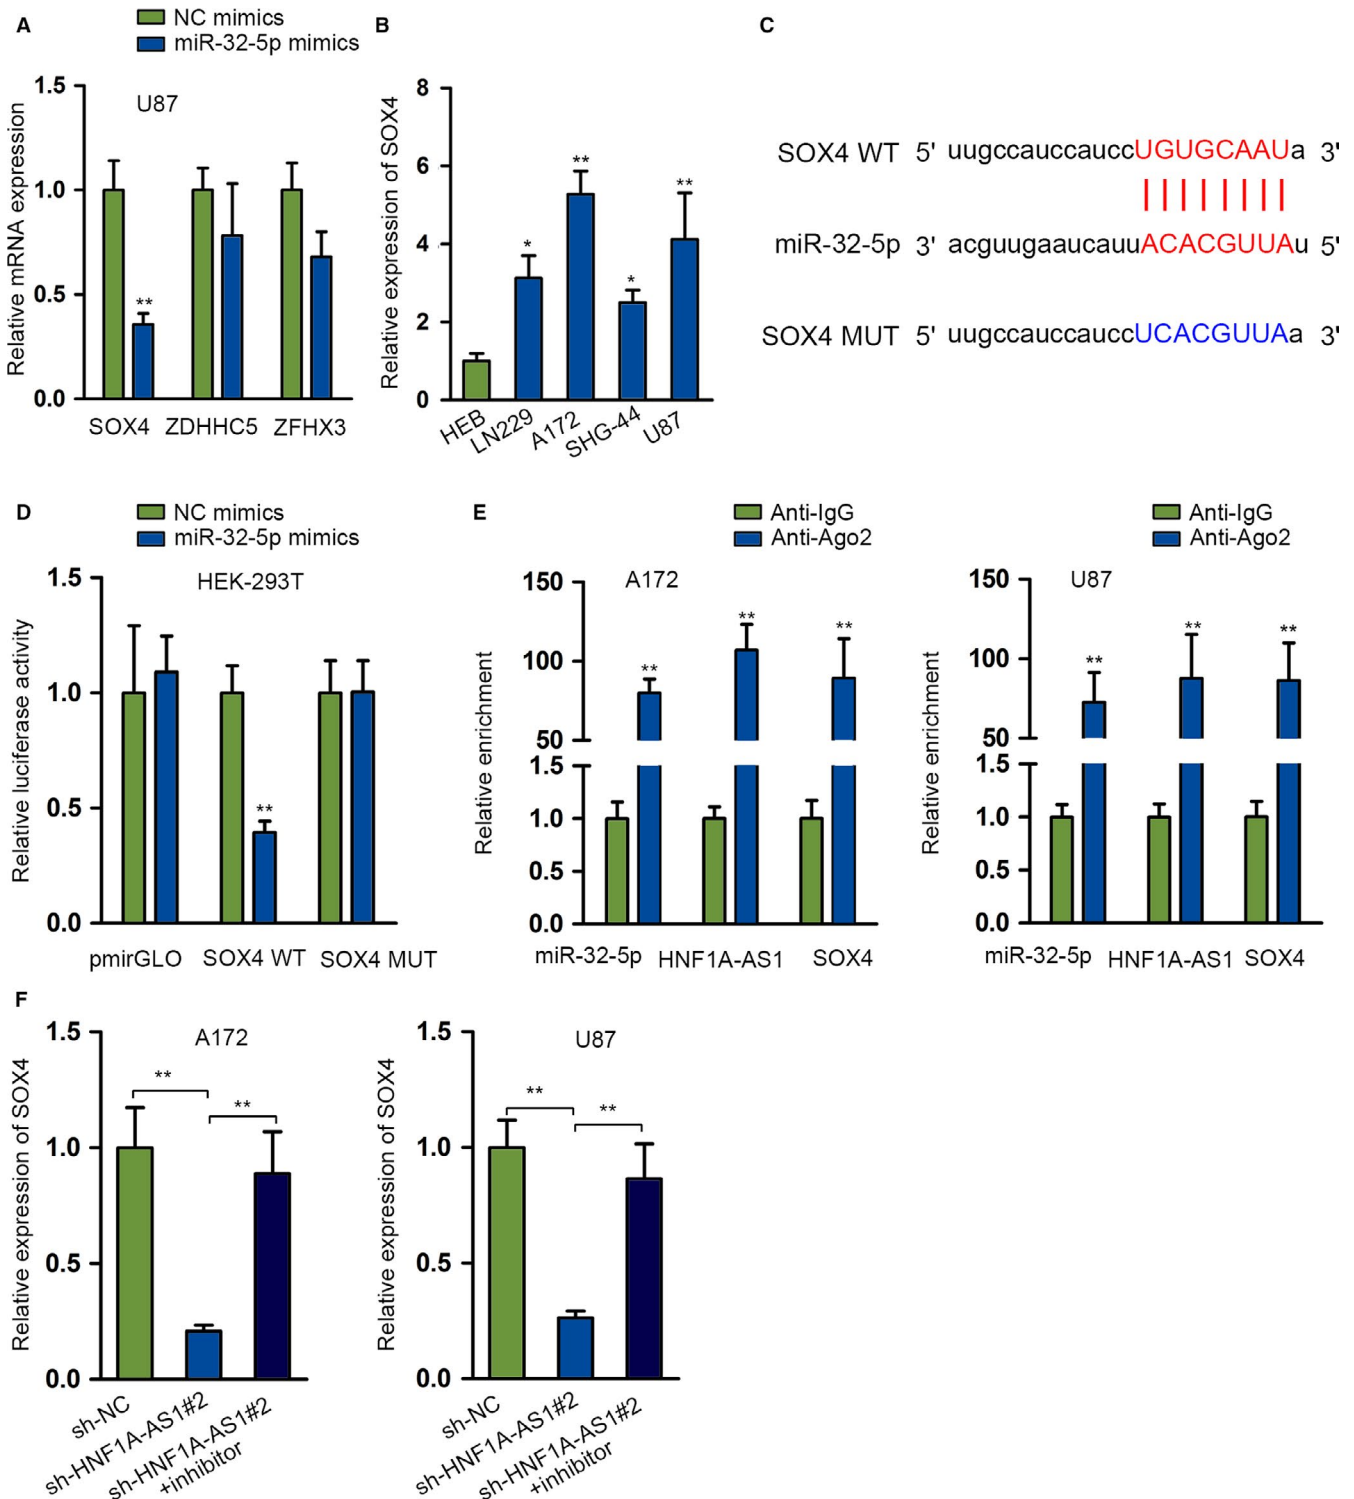 A
NC mimics
miR-32-5p mimics
U87
Relative mRNA expression
1.5
1.0
0.5
0.0
**
SOX4 ZDHHC5 ZFHX3
B
Relative expression of SOX4
8
6
4
2
0
* ** * **
HEB LN229 A172 SHG-44 U87
C
SOX4 WT 5' uugccauccauccUGUGCAAUa 3'
miR-32-5p 3' acguugaaucauuACACGUUAu 5'
SOX4 MUT 5' uugccauccauccUCACGUUAa 3'
D
NC mimics
miR-32-5p mimics
HEK-293T
Relative luciferase activity
1.5
1.0
0.5
0.0
**
pmirGLO SOX4 WT SOX4 MUT
E
Anti-IgG
Anti-Ago2
A172
Relative enrichment
150
100
50
1.5
1.0
0.5
0.0
** ** **
miR-32-5p HNF1A-AS1 SOX4
Anti-IgG
Anti-Ago2
U87
Relative enrichment
150
100
50
1.5
1.0
0.5
0.0
** ** **
miR-32-5p HNF1A-AS1 SOX4
F
A172
Relative expression of SOX4
1.5
1.0
0.5
0.0
** **
sh-NC
sh-HNF1A-AS1#2
sh-HNF1A-AS1#2
+inhibitor
U87
Relative expression of SOX4
1.5
1.0
0.5
0.0
** **
sh-NC
sh-HNF1A-AS1#2
sh-HNF1A-AS1#2
+inhibitor